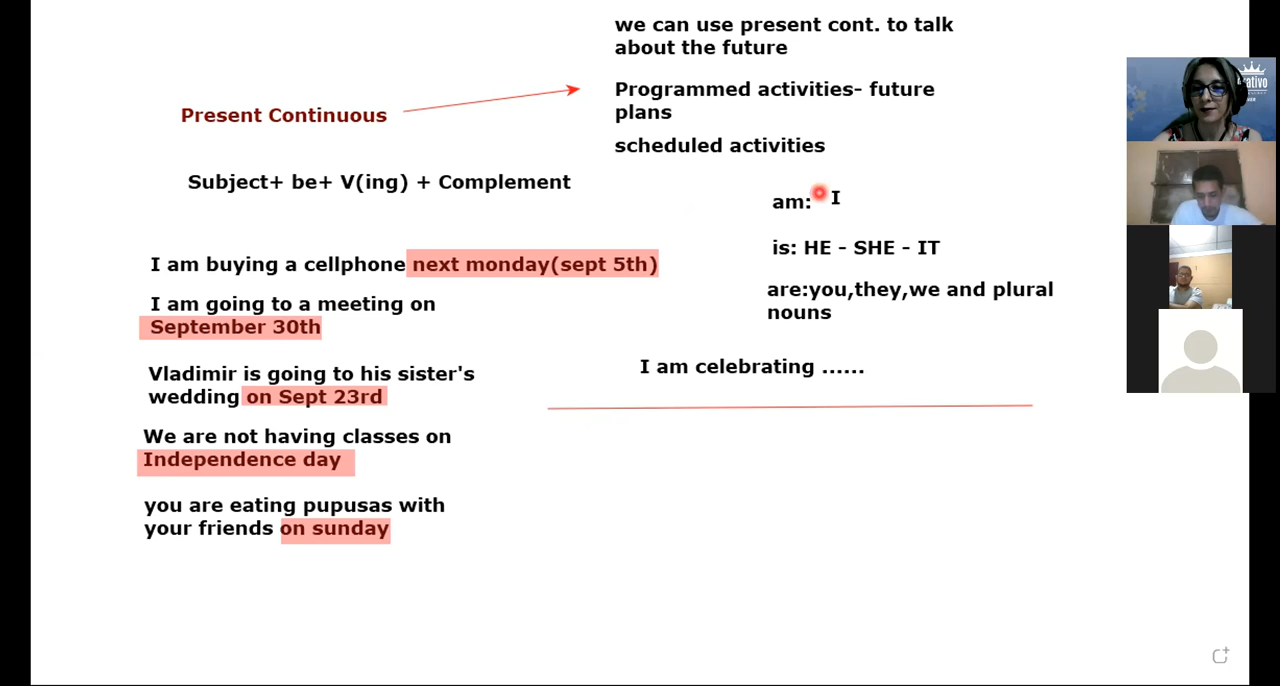 we can use present cont. to talk
about the future
Programmed activities- future
plans
scheduled activities
Present Continuous
Subject+ be+ V(ing) + Complement
am: I
is: HE - SHE - IT
are:you,they,we and plural
nouns
I am celebrating ......
I am buying a cellphone next monday(sept 5th)
I am going to a meeting on
September 30th
Vladimir is going to his sister's
wedding on Sept 23rd
We are not having classes on
Independence day
you are eating pupusas with
your friends on sunday